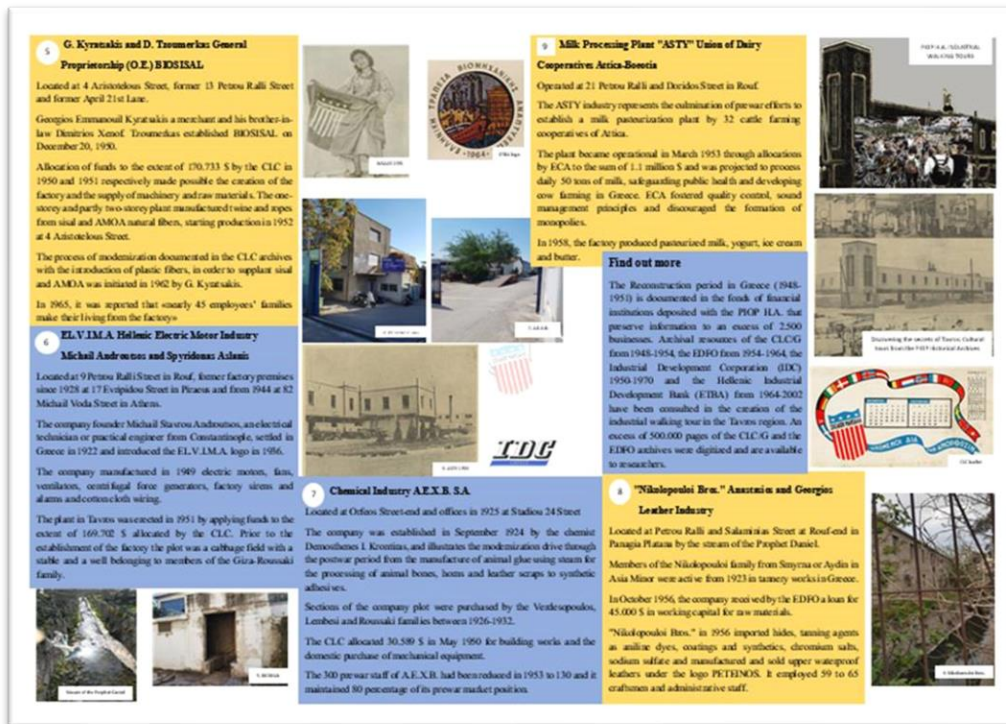 5
G. Kyratsakis and D. Troumerkas General
Proprietorship (O.E.) BIOSISAL
Located at 4 Aristotelous Street, former 13 Petrou Ralli Street
and former April 21st Lane.
Georgios Emmanouil Kyratsakis a merchant and his brother-in-
law Dimitrios Xenof. Troumerkas established BIOSISAL on
December 20, 1950.
Allocation of funds to the extent of 170.733 $ by the CLC in
1950 and 1951 respectively made possible the creation of the
factory and the supply of machinery and raw materials. The one-
storey and partly two-storey plant manufactured twine and ropes
from sisal and AMOA natural fibers, starting production in 1952
at 4 Aristotelous Street.
The process of modernization documented in the CLC archives
with the introduction of plastic fibers, in order to supplant sisal
and AMOA was initiated in 1962 by G. Kyratsakis.
In 1965, it was reported that «nearly 45 employees' families
make their living from the factory»
6
EL.V.I.M.A. Hellenic Electric Motor Industry
Michail Androutsos and Spyridonas Aslanis
Located at 9 Petrou Ralli Street in Rouf, former factory premises
since 1928 at 17 Evripidou Street in Piraeus and from 1944 at 82
Michail Voda Street in Athens.
The company founder Michail Stavrou Androutsos, an electrical
technician or practical engineer from Constantinople, settled in
Greece in 1922 and introduced the EL.V.I.M.A. logo in 1936.
The company manufactured in 1949 electric motors, fans,
ventilators, centrifugal force generators, factory sirens and
alarms and cotton cloth wiring.
The plant in Tavros was erected in 1951 by applying funds to the
extent of 169.702 $ allocated by the CLC. Prior to the
establishment of the factory the plot was a cabbage field with a
stable and a well belonging to members of the Giza-Roussaki
family.
Stream of the Prophet Daniel
1964
IDC
7
Chemical Industry A.E.X.B. S.A.
Located at Orfeos Street-end and offices in 1925 at Stadiou 24 Street
The company was established in September 1924 by the chemist
Demosthenes I. Krontiras, and illustrates the modernization drive through
the postwar period from the manufacture of animal glue using steam for
the processing of animal bones, horns and leather scraps to synthetic
adhesives.
Sections of the company plot were purchased by the Verdesopoulos,
Lembesi and Roussaki families between 1926-1932.
The CLC allocated 30.589 $ in May 1950 for building works and the
domestic purchase of mechanical equipment.
The 300 prewar staff of A.E.X.B. had been reduced in 1953 to 130 and it
maintained 80 percentage of its prewar market position.
9
Milk Processing Plant "ASTY" Union of Dairy
Cooperatives Attica-Boeotia
Operated at 21 Petrou Ralli and Doridos Street in Rouf.
The ASTY industry represents the culmination of prewar efforts to
establish a milk pasteurization plant by 32 cattle farming
cooperatives of Attica.
The plant became operational in March 1953 through allocations
by ECA to the sum of 1.1 million $ and was projected to process
daily 50 tons of milk, safeguarding public health and developing
cow farming in Greece. ECA fostered quality control, sound
management principles and discouraged the formation of
monopolies.
In 1958, the factory produced pasteurized milk, yogurt, ice cream
and butter.
Find out more
The Reconstruction period in Greece (1948-
1951) is documented in the fonds of financial
institutions deposited with the PIOP H.A. that
preserve information to an excess of 2.500
businesses. Archival resources of the CLC/G
from 1948-1954, the EDFO from 1954-1964, the
Industrial Development Corporation (IDC)
1950-1970 and the Hellenic Industrial
Development Bank (ETBA) from 1964-2002
have been consulted in the creation of the
industrial walking tour in the Tavros region. An
excess of 500.000 pages of the CLC/G and the
EDFO archives were digitized and are available
to researchers.
8
"Nikolopouloi Bros." Anastasios and Georgios
Leather Industry
Located at Petrou Ralli and Salaminias Street at Rouf-end in
Panagia Platana by the stream of the Prophet Daniel.
Members of the Nikolopouloi family from Smyrna or Aydin in
Asia Minor were active from 1923 in tannery works in Greece.
In October 1956, the company received by the EDFO a loan for
45.000 $ in working capital for raw materials.
"Nikolopouloi Bros." in 1956 imported hides, tanning agents
as aniline dyes, coatings and synthetics, chromium salts,
sodium sulfate and manufactured and sold upper waterproof
leathers under the logo PETEINOS. It employed 59 to 65
craftsmen and administrative staff.
PIOP H.A. INDUSTRIAL
WALKING TOURS
Discovering the secrets of Tavros. Cultural
tours from the PIOP Historical Archives